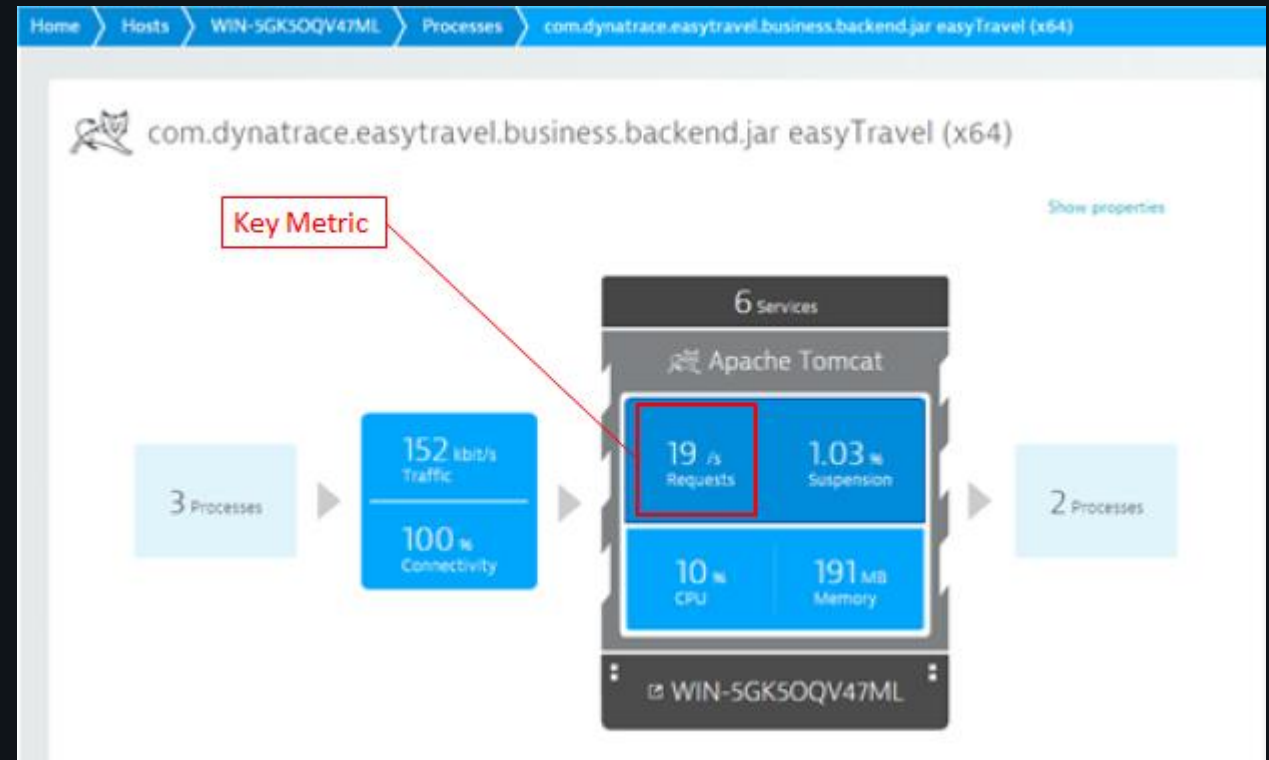 Home Hosts WIN-5GK5OQV47ML Processes com.dynatrace.easytravel.business.backend.jar easyTravel (x64)
com.dynatrace.easytravel.business.backend.jar easyTravel (x64)
Show properties
Key Metric
6 Services
Apache Tomcat
3 Processes
152 kbit/s
Traffic
100 %
Connectivity
19 /s
Requests
1.03 %
Suspension
10 %
CPU
191 MB
Memory
2 Processes
WIN-5GK5OQV47ML